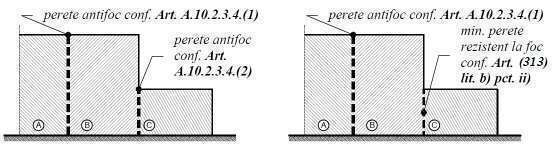 perete antifoc conf. Art. A.10.2.3.4.(1)
perete antifoc
conf. Art.
A.10.2.3.4.(2)
A
B
C
perete antifoc conf. Art. A.10.2.3.4.(1)
min. perete
rezistent la foc
conf. Art. (313)
lit. b) pct. ii)
A
B
C